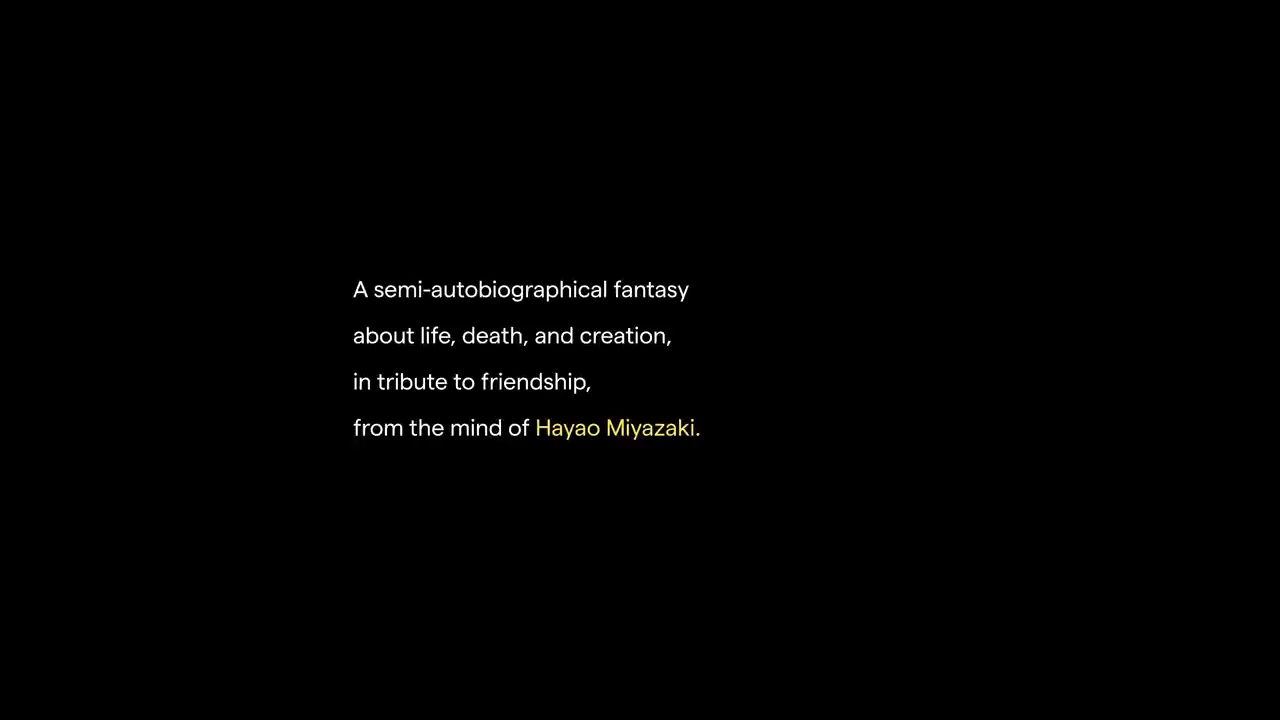 A semi-autobiographical fantasy
about life, death, and creation,
in tribute to friendship,
from the mind of Hayao Miyazaki.